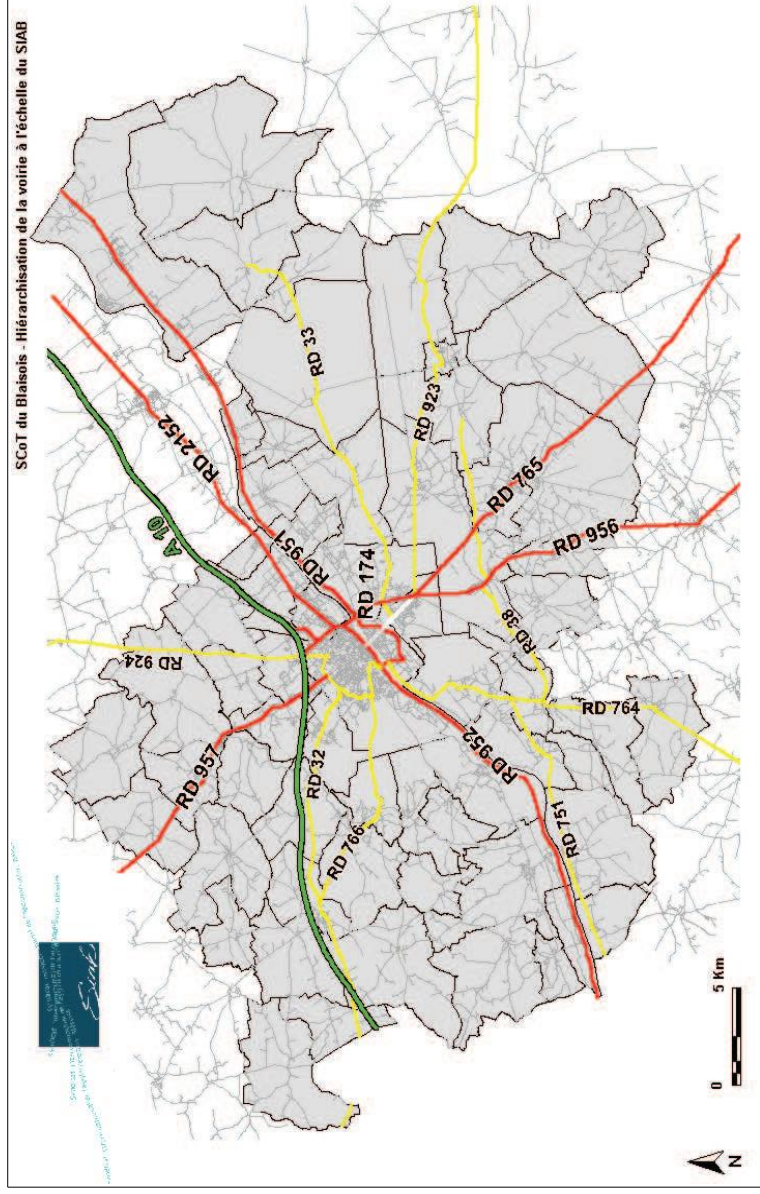 SCoT du Blaisois - Hiérarchisation de la voirie à l'échelle du SIAB
A 10
RD 2152
RD 951
RD 174
RD 924
RD 957
RD 32
RD 766
RD 952
RD 751
RD 764
RD 38
RD 956
RD 765
RD 923
RD 33
Siab
0
5 Km
N